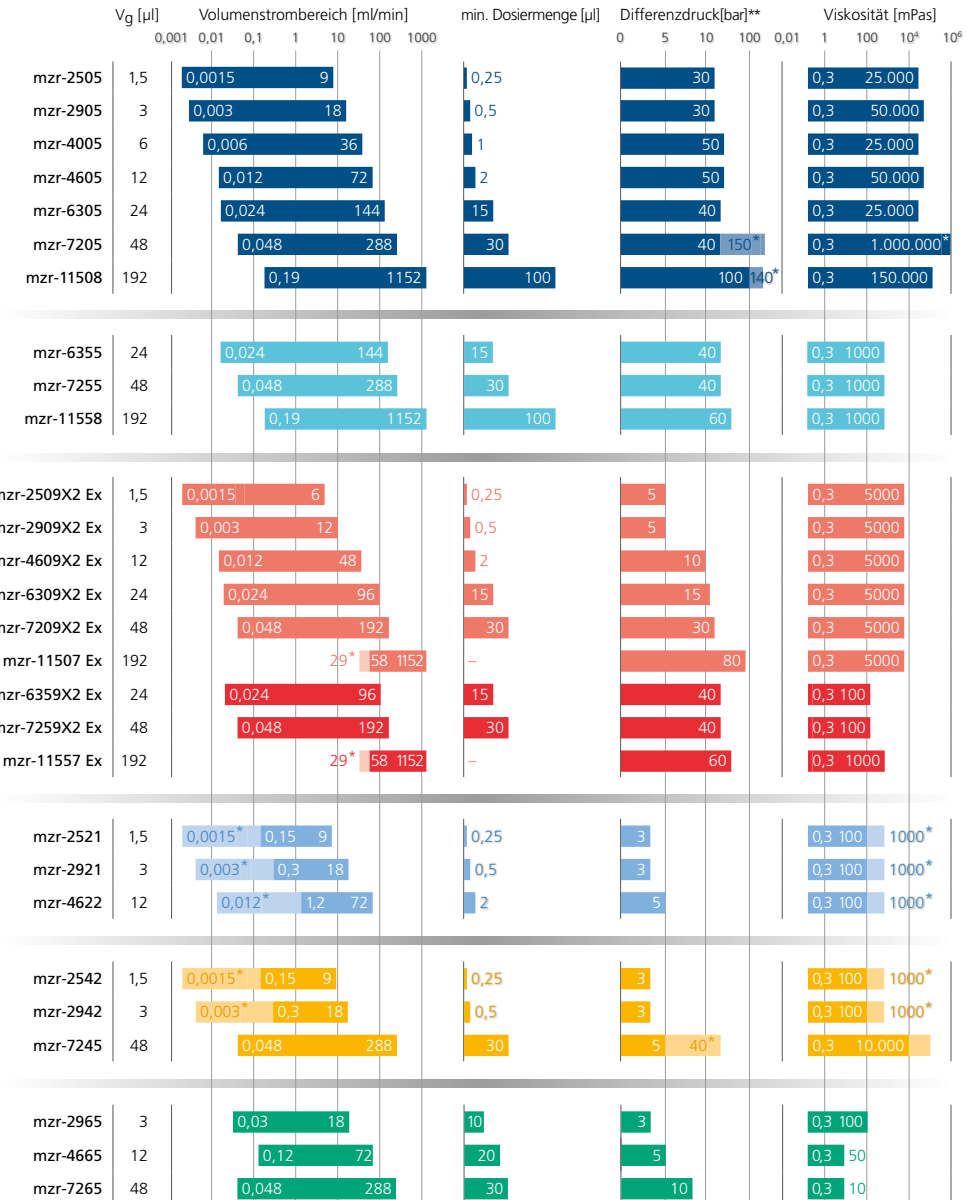 Vg [µl] Volumenstrombereich [ml/min] min. Dosiermenge [µl] Differenzdruck[bar]** Viskosität [mPas]
0,001 0,01 0,1 1 10 100 1000 0 5 10 100 0,01 1 100 10⁴ 10⁶
mzr-2505 1,5 0,0015 9 0,25 30 0,3 25.000
mzr-2905 3 0,003 18 0,5 30 0,3 50.000
mzr-4005 6 0,006 36 1 50 0,3 25.000
mzr-4605 12 0,012 72 2 50 0,3 50.000
mzr-6305 24 0,024 144 15 40 0,3 25.000
mzr-7205 48 0,048 288 30 40 150* 0,3 1.000.000*
mzr-11508 192 0,19 1152 100 100 140* 0,3 150.000
mzr-6355 24 0,024 144 15 40 0,3 1000
mzr-7255 48 0,048 288 30 40 0,3 1000
mzr-11558 192 0,19 1152 100 60 0,3 1000
mzr-2509X2 Ex 1,5 0,0015 6 0,25 5 0,3 5000
mzr-2909X2 Ex 3 0,003 12 0,5 5 0,3 5000
mzr-4609X2 Ex 12 0,012 48 2 10 0,3 5000
mzr-6309X2 Ex 24 0,024 96 15 15 0,3 5000
mzr-7209X2 Ex 48 0,048 192 30 30 0,3 5000
mzr-11507 Ex 192 29* 58 1152 – 80 0,3 5000
mzr-6359X2 Ex 24 0,024 96 15 40 0,3 100
mzr-7259X2 Ex 48 0,048 192 30 40 0,3 100
mzr-11557 Ex 192 29* 58 1152 – 60 0,3 1000
mzr-2521 1,5 0,0015* 0,15 9 0,25 3 0,3 100 1000*
mzr-2921 3 0,003* 0,3 18 0,5 3 0,3 100 1000*
mzr-4622 12 0,012* 1,2 72 2 5 0,3 100 1000*
mzr-2542 1,5 0,0015* 0,15 9 0,25 3 0,3 100 1000*
mzr-2942 3 0,003* 0,3 18 0,5 3 0,3 100 1000*
mzr-7245 48 0,048 288 30 5 40* 0,3 10.000
mzr-2965 3 0,03 18 10 3 0,3 100
mzr-4665 12 0,12 72 20 5 0,3 50
mzr-7265 48 0,048 288 30 10 0,3 10